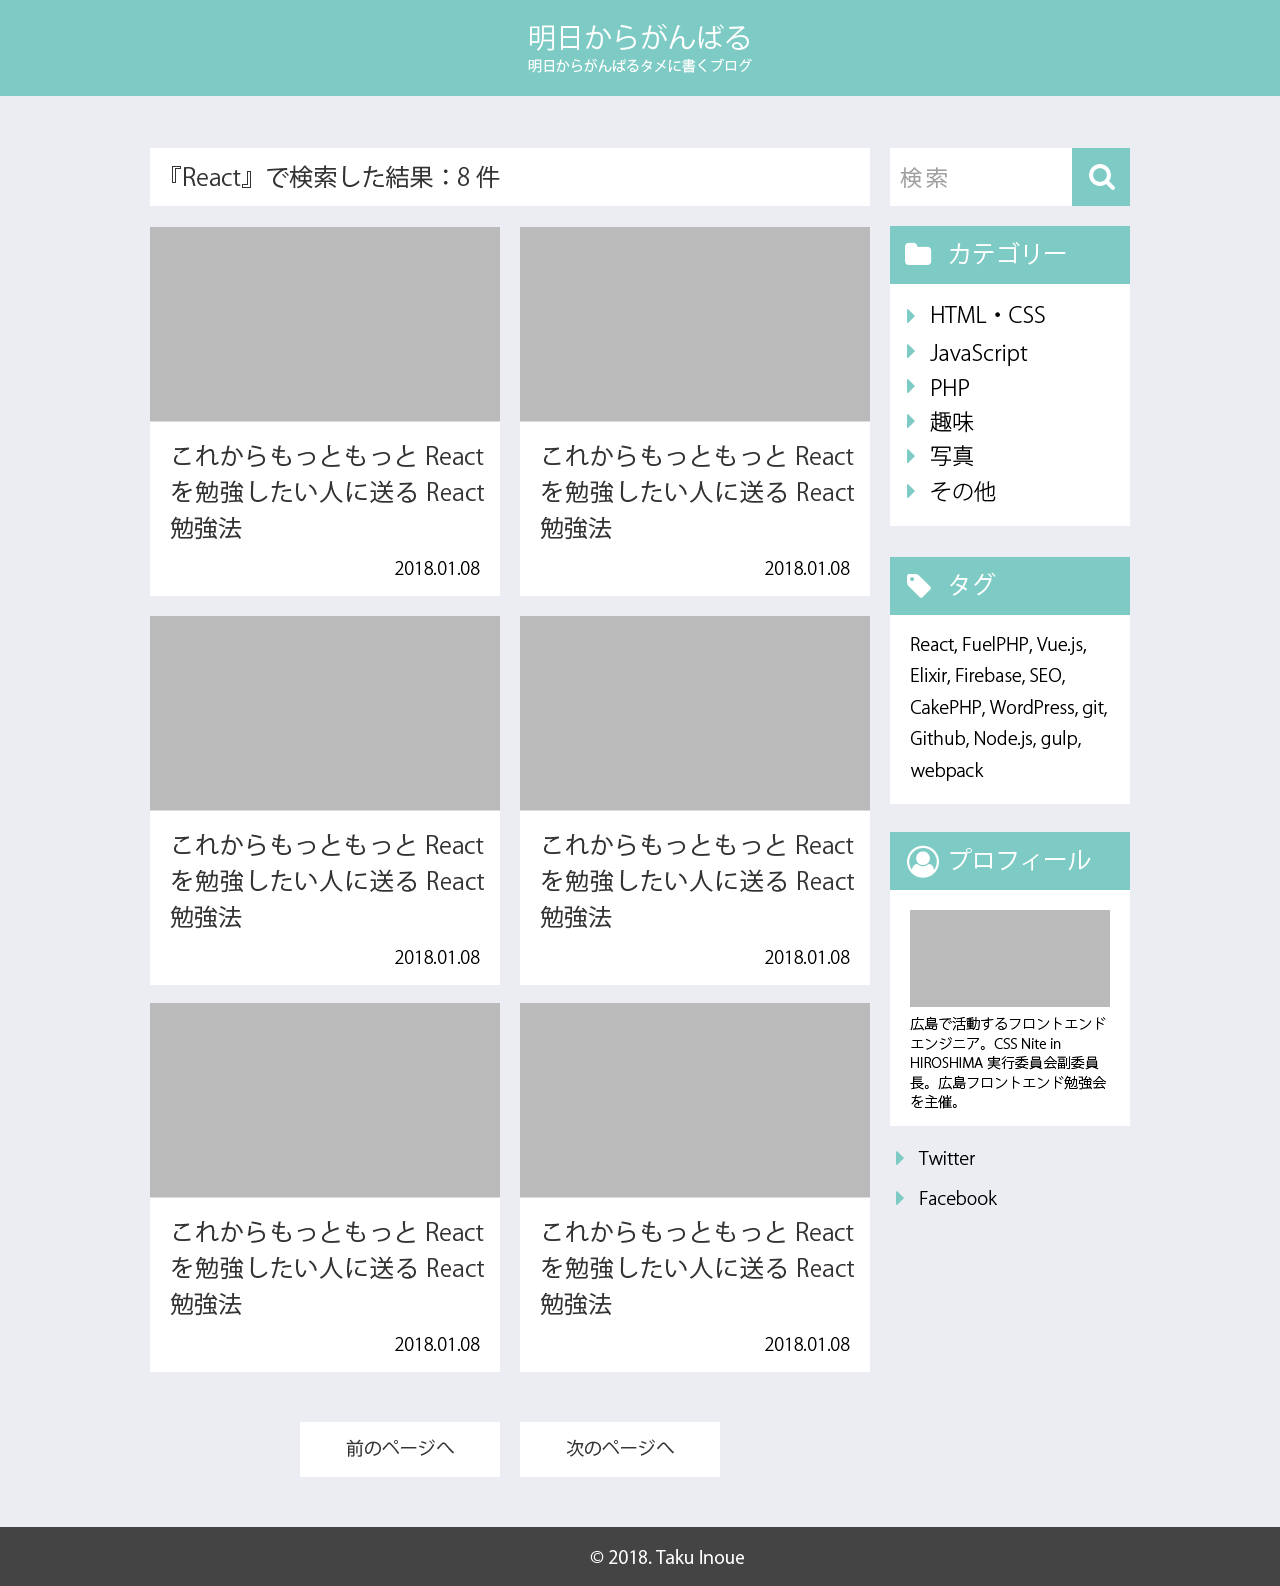 明日からがんばる
明日からがんばるタメに書くブログ
『React』で検索した結果：8 件
これからもっともっと React
を勉強したい人に送る React
勉強法
2018.01.08
これからもっともっと React
を勉強したい人に送る React
勉強法
2018.01.08
これからもっともっと React
を勉強したい人に送る React
勉強法
2018.01.08
これからもっともっと React
を勉強したい人に送る React
勉強法
2018.01.08
これからもっともっと React
を勉強したい人に送る React
勉強法
2018.01.08
これからもっともっと React
を勉強したい人に送る React
勉強法
2018.01.08
前のページへ
次のページへ
検索
カテゴリー
HTML・CSS
JavaScript
PHP
趣味
写真
その他
タグ
React, FuelPHP, Vue.js,
Elixir, Firebase, SEO,
CakePHP, WordPress, git,
Github, Node.js, gulp,
webpack
プロフィール
広島で活動するフロントエンド
エンジニア。CSS Nite in
HIROSHIMA 実行委員会副委員
長。広島フロントエンド勉強会
を主催。
Twitter
Facebook
© 2018. Taku Inoue